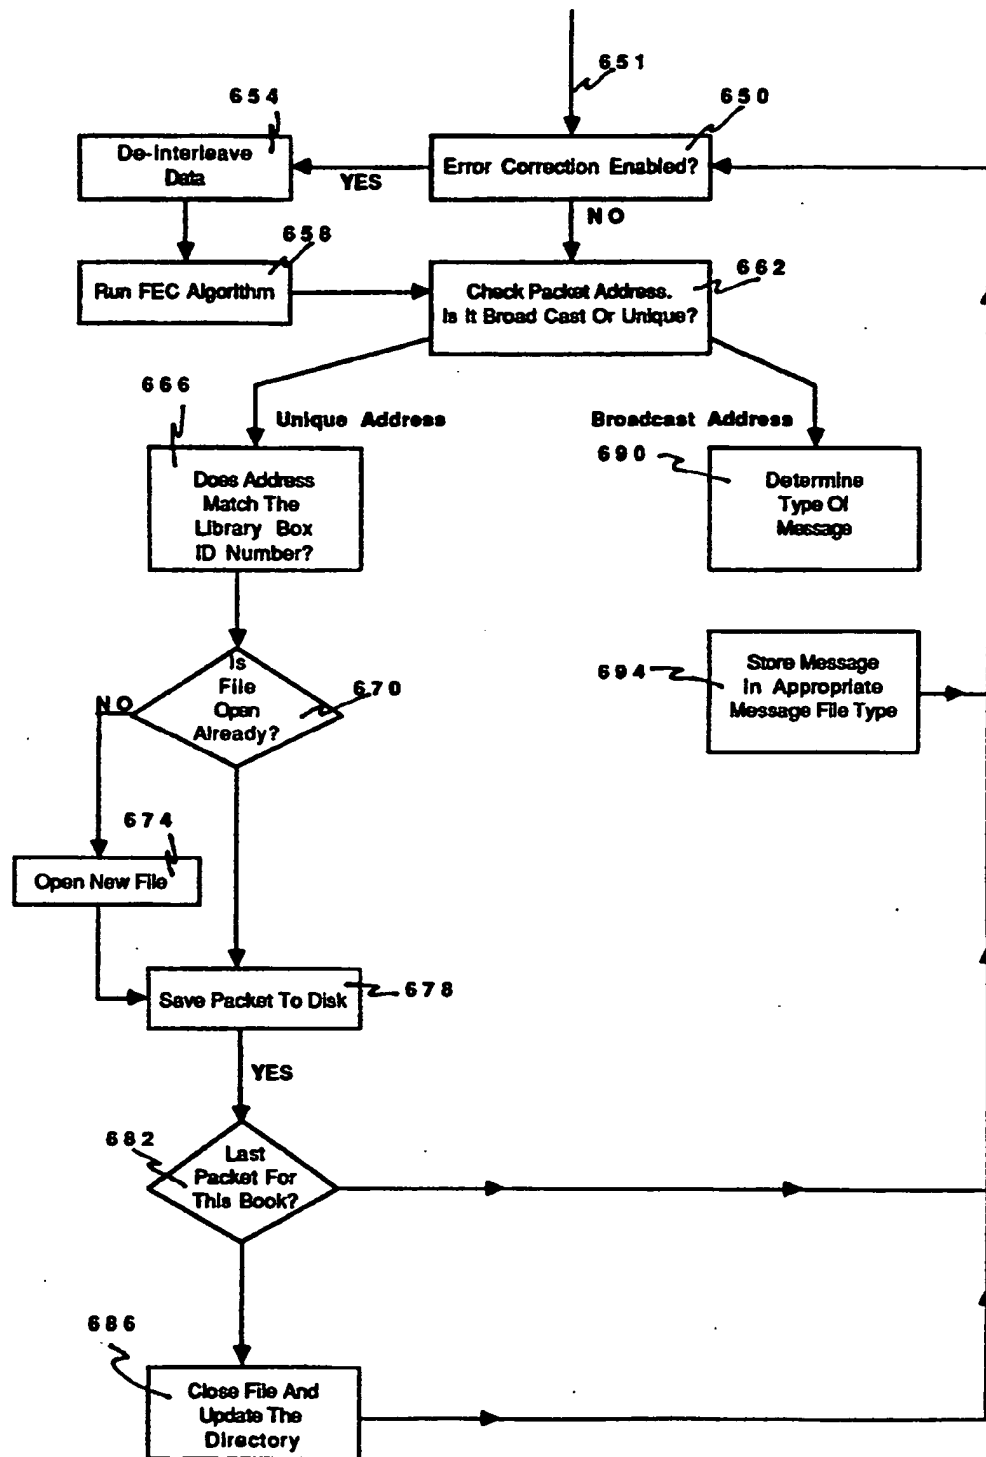 651
654
650
De-Interleave
Data
YES
Error Correction Enabled?
NO
658
662
Run FEC Algorithm
Check Packet Address.
Is It Broad Cast Or Unique?
666
Unique Address
Broadcast Address
690
Does Address
Match The
Library Box
ID Number?
Determine
Type Of
Message
Is
File
Open
Already?
670
NO
694
Store Message
In Appropriate
Message File Type
674
Open New File
Save Packet To Disk
678
YES
682
Last
Packet For
This Book?
686
Close File And
Update The
Directory